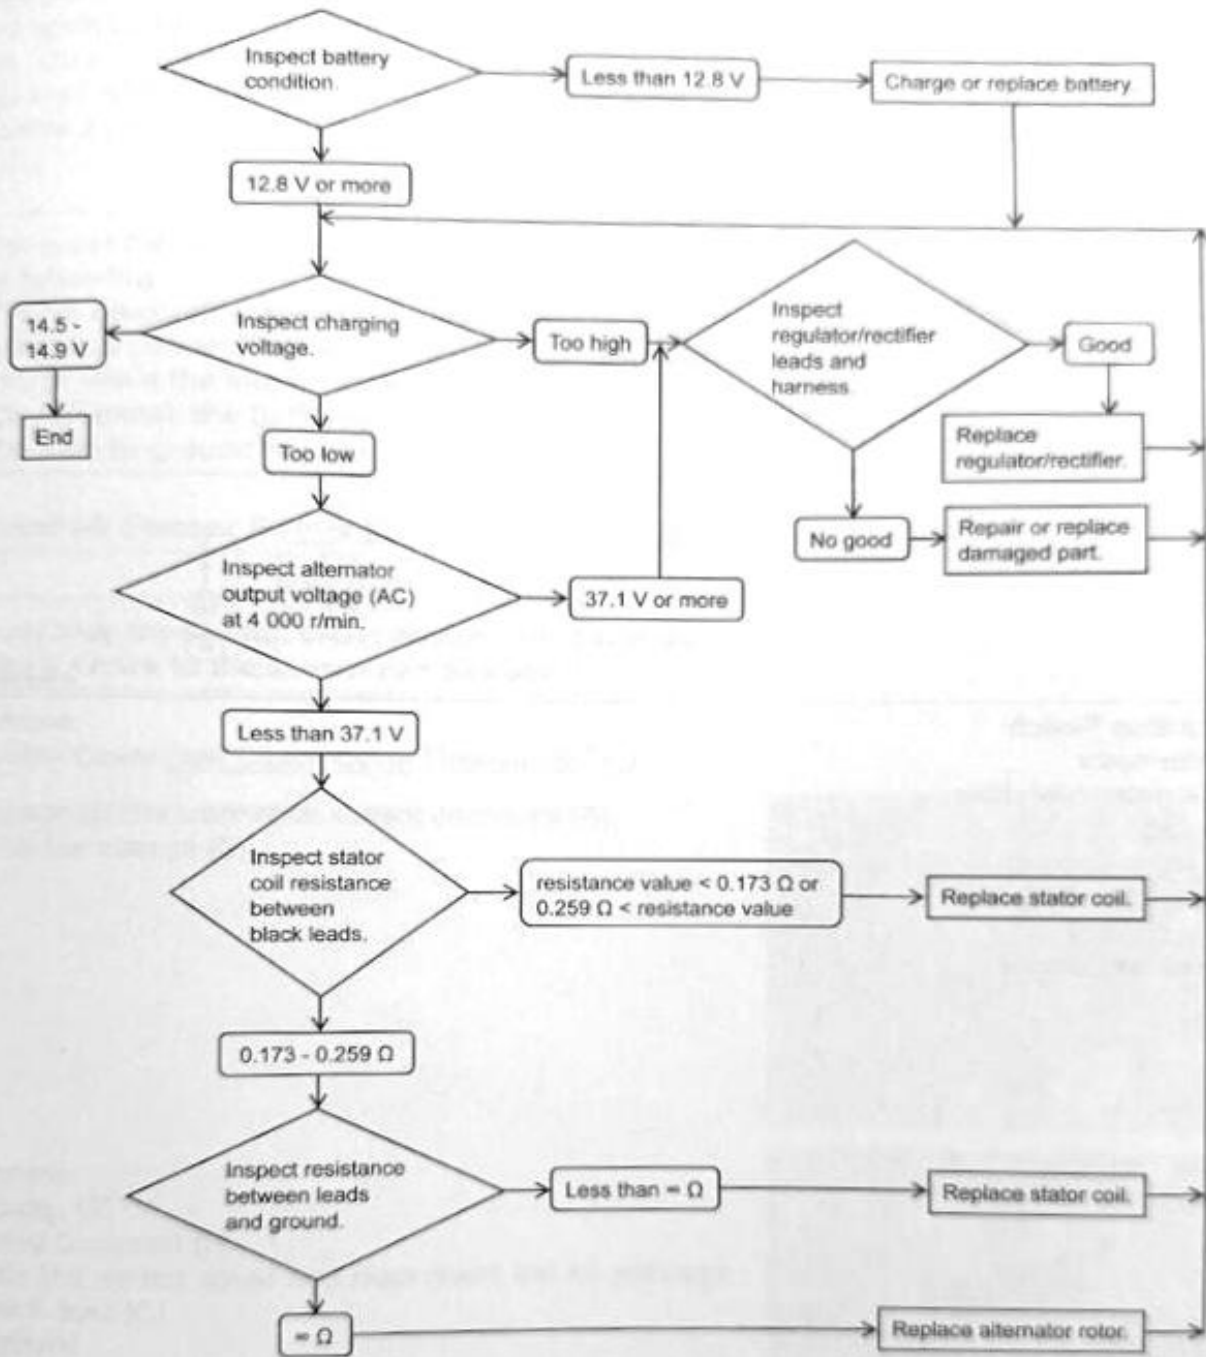 Inspect battery
condition.
Less than 12.8 V
Charge or replace battery.
12.8 V or more
Inspect charging
voltage.
14.5 -
14.9 V
End
Too high
Inspect
regulator/rectifier
leads and
harness.
Good
Replace
regulator/rectifier.
Too low
No good
Repair or replace
damaged part.
Inspect alternator
output voltage (AC)
at 4 000 r/min.
37.1 V or more
Less than 37.1 V
Inspect stator
coil resistance
between
black leads.
resistance value < 0.173 Ω or
0.259 Ω < resistance value
Replace stator coil.
0.173 - 0.259 Ω
Inspect resistance
between leads
and ground.
Less than ∞ Ω
Replace stator coil.
∞ Ω
Replace alternator rotor.